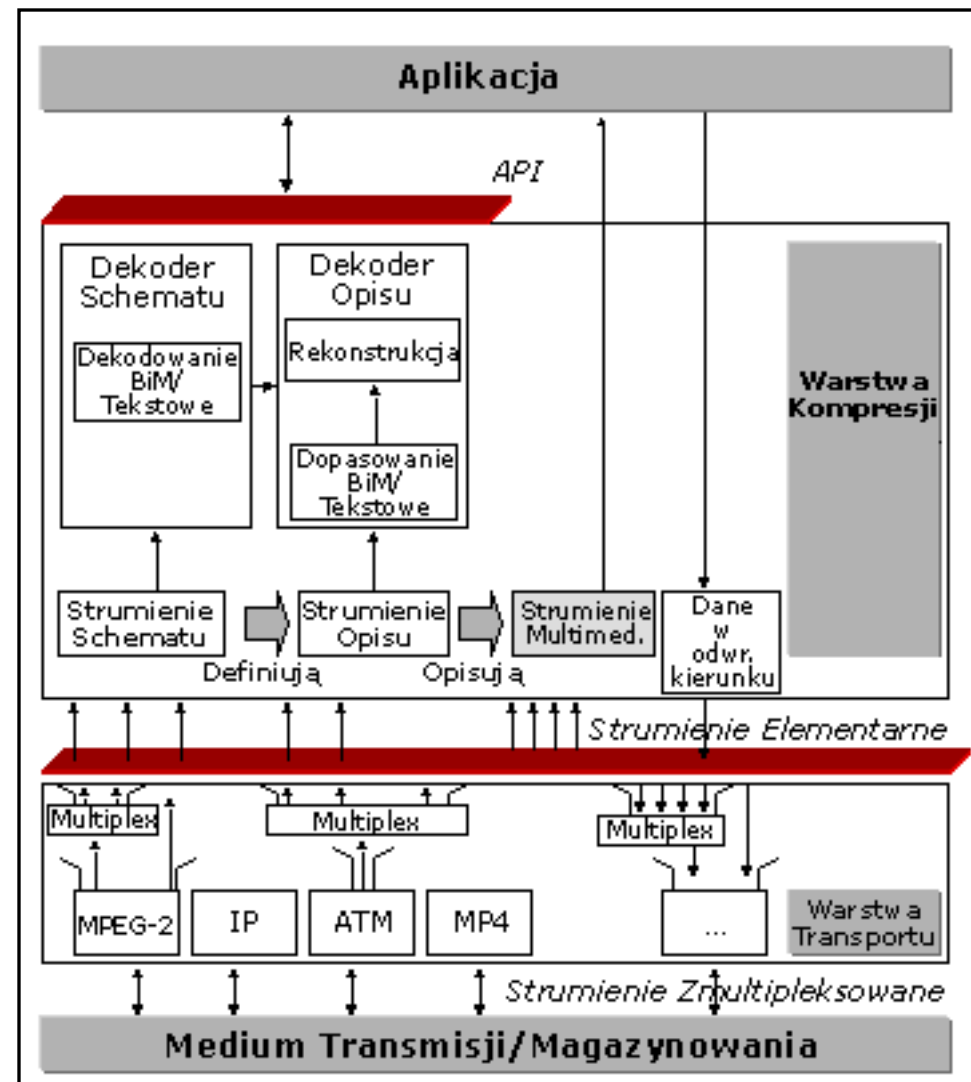 Aplikacja
API
Dekoder
Schematu
Dekodowanie
BiM/
Tekstowe
Dekoder
Opisu
Rekonstrukcja
Dopasowanie
BiM/
Tekstowe
Warstwa
Kompresji
Strumienie
Schematu
Definiują
Strumienie
Opisu
Opisują
Strumienie
Multimed.
Dane
w
odwr.
kierunku
Strumienie Elementarne
Multiplex
Multiplex
Multiplex
MPEG-2
IP
ATM
MP4
...
Warstwa
Transportu
Strumienie Zmultipleksowane
Medium Transmisji/Magazynowania